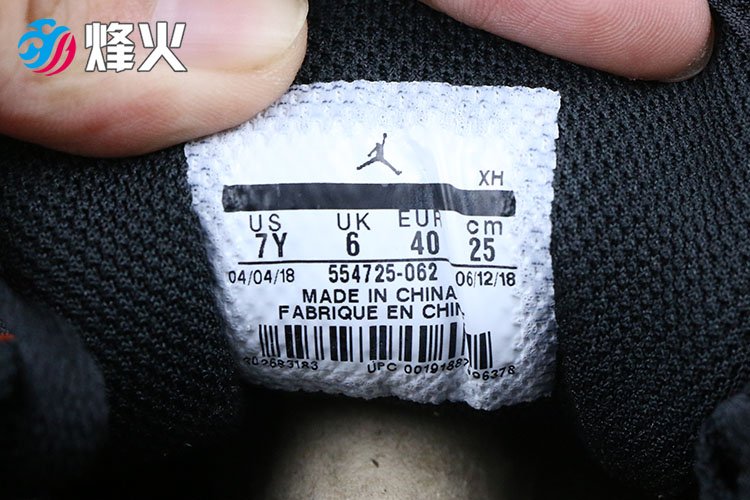 烽火
XH
US UK EUR cm
7Y 6 40 25
04/04/18 554725-062 06/12/18
MADE IN CHINA
FABRIQUE EN CHIN
UPC